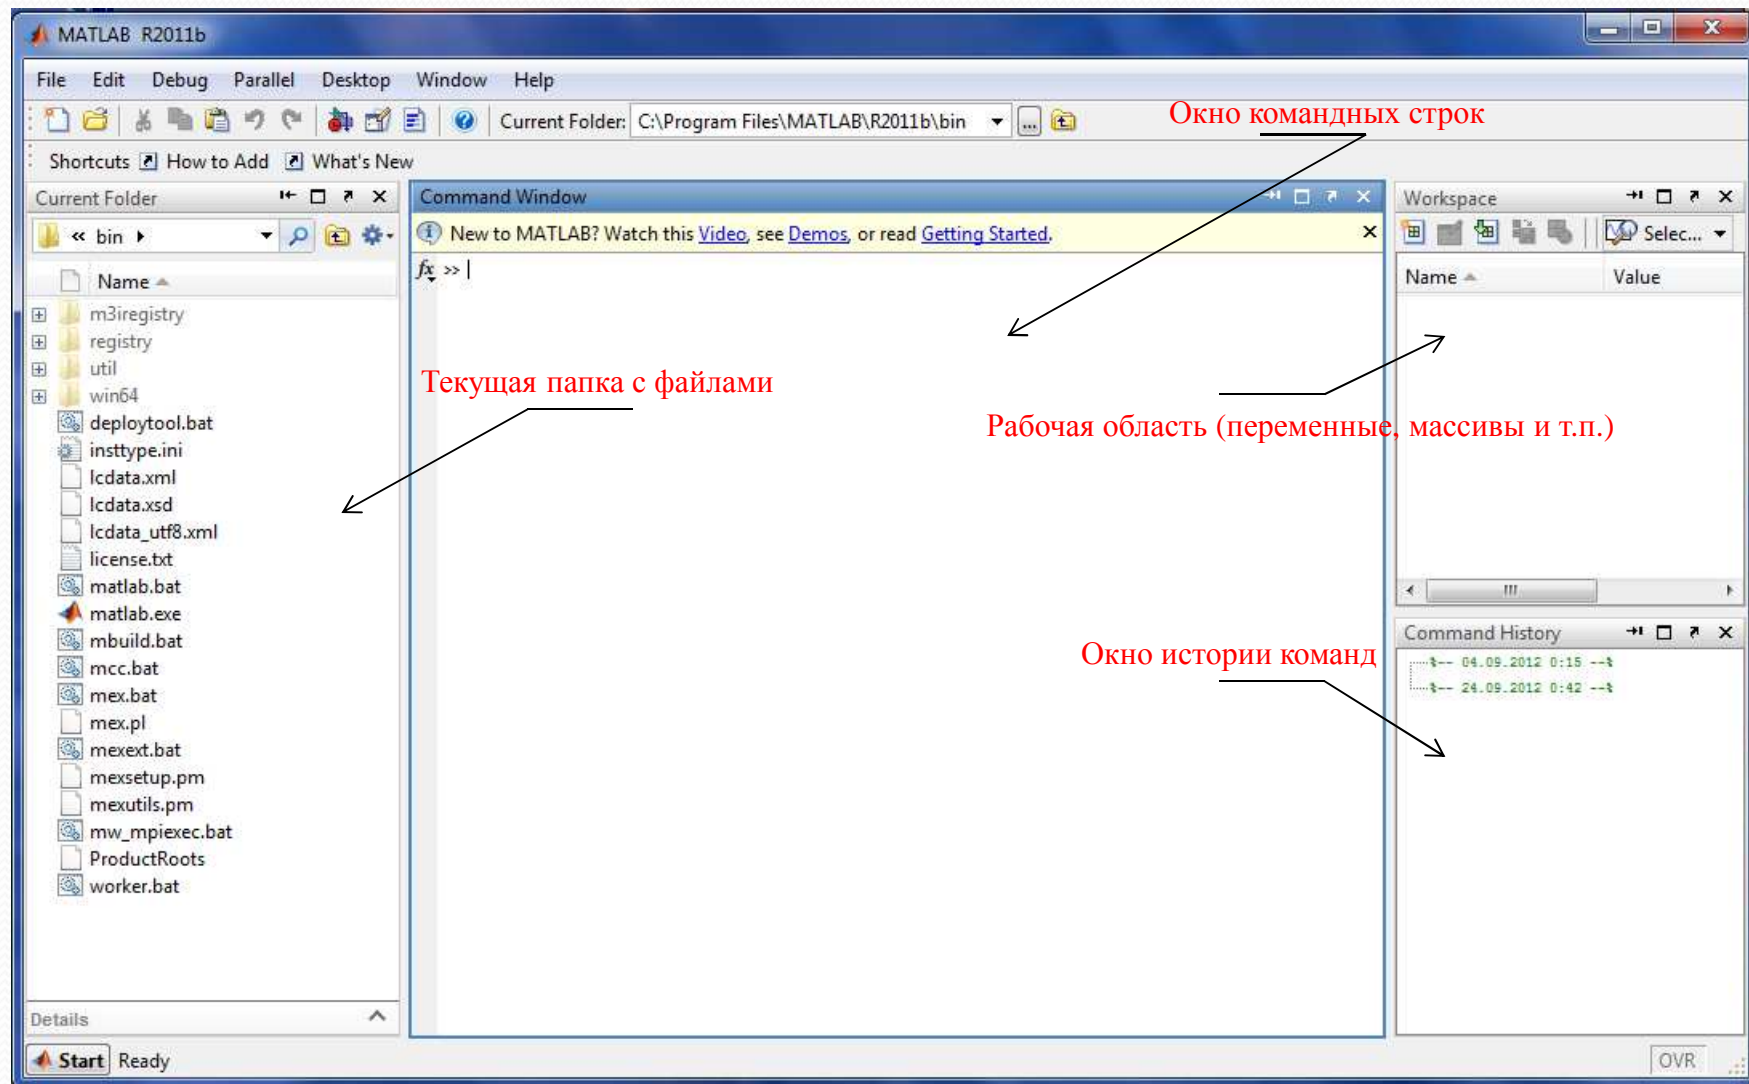 MATLAB R2011b
File Edit Debug Parallel Desktop Window Help
Current Folder: C:\Program Files\MATLAB\R2011b\bin ...
Окно командных строк
Shortcuts How to Add What's New
Current Folder
« bin
Name
m3iregistry
registry
util
win64
deploytool.bat
insttype.ini
lcdata.xml
lcdata.xsd
lcdata_utf8.xml
license.txt
matlab.bat
matlab.exe
mbuild.bat
mcc.bat
mex.bat
mex.pl
mexext.bat
mexsetup.pm
mexutils.pm
mw_mpiexec.bat
ProductRoots
worker.bat
Details
Текущая папка с файлами
Command Window
New to MATLAB? Watch this Video, see Demos, or read Getting Started.
fx >>
Workspace
Selec...
Name Value
Рабочая область (переменные, массивы и т.п.)
Окно истории команд
Command History
%-- 04.09.2012 0:15 --%
%-- 24.09.2012 0:42 --%
Start Ready
OVR